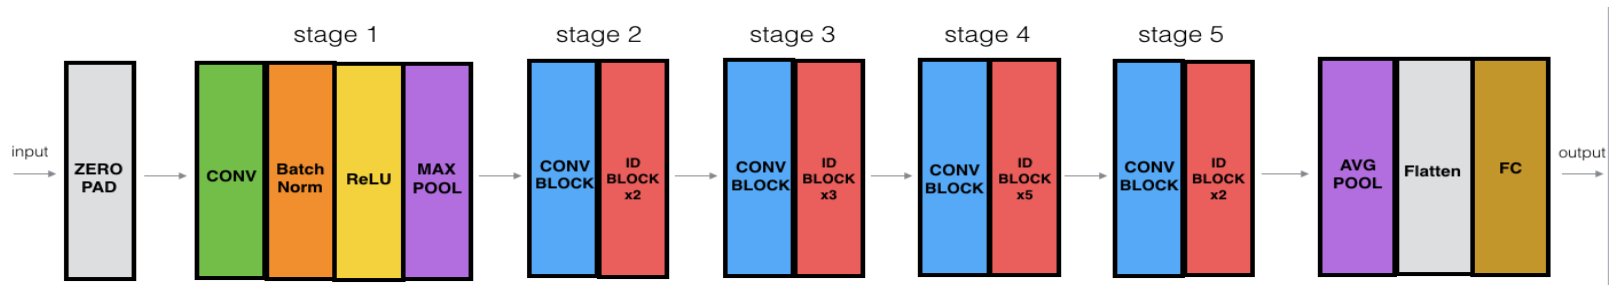 stage 1
stage 2
stage 3
stage 4
stage 5
input
ZERO
PAD
CONV
Batch
Norm
ReLU
MAX
POOL
CONV
BLOCK
ID
BLOCK
x2
CONV
BLOCK
ID
BLOCK
x3
CONV
BLOCK
ID
BLOCK
x5
CONV
BLOCK
ID
BLOCK
x2
AVG
POOL
Flatten
FC
output